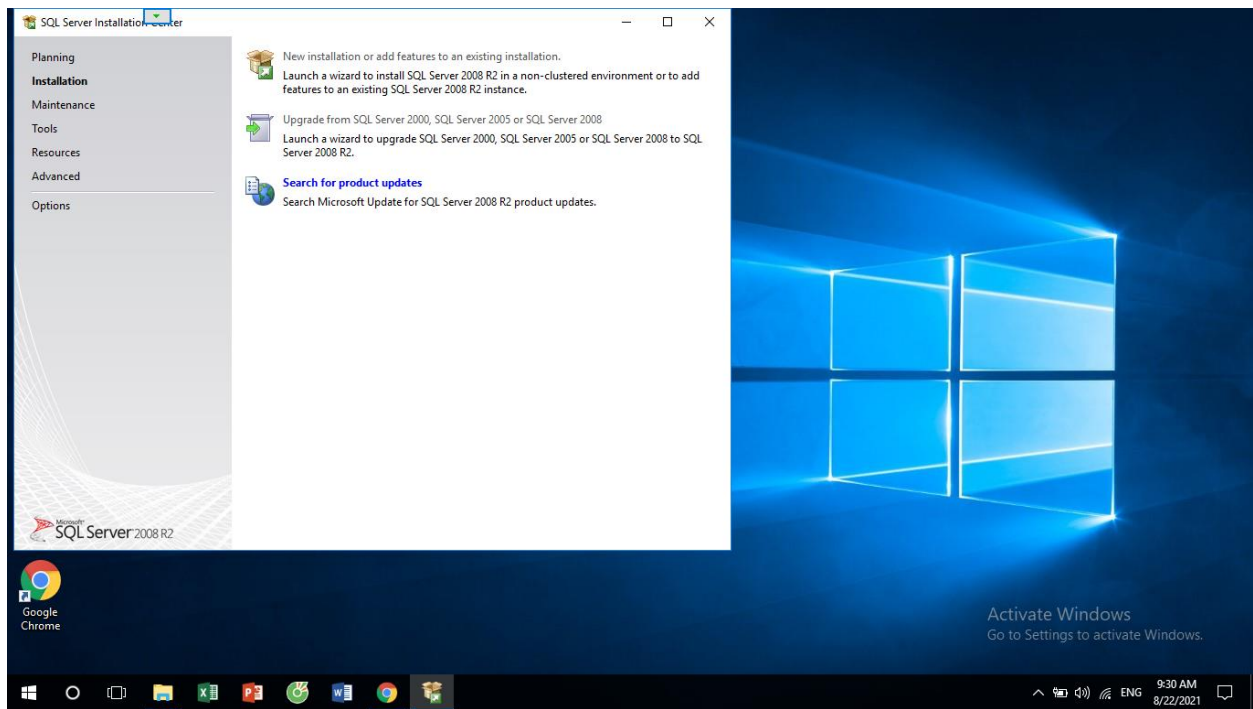 SQL Server Installation Center
Planning
Installation
Maintenance
Tools
Resources
Advanced
Options
New installation or add features to an existing installation.
Launch a wizard to install SQL Server 2008 R2 in a non-clustered environment or to add
features to an existing SQL Server 2008 R2 instance.
Upgrade from SQL Server 2000, SQL Server 2005 or SQL Server 2008
Launch a wizard to upgrade SQL Server 2000, SQL Server 2005 or SQL Server 2008 to SQL
Server 2008 R2.
Search for product updates
Search Microsoft Update for SQL Server 2008 R2 product updates.
Microsoft
SQL Server 2008 R2
Google
Chrome
Activate Windows
Go to Settings to activate Windows.
ENG
9:30 AM
8/22/2021